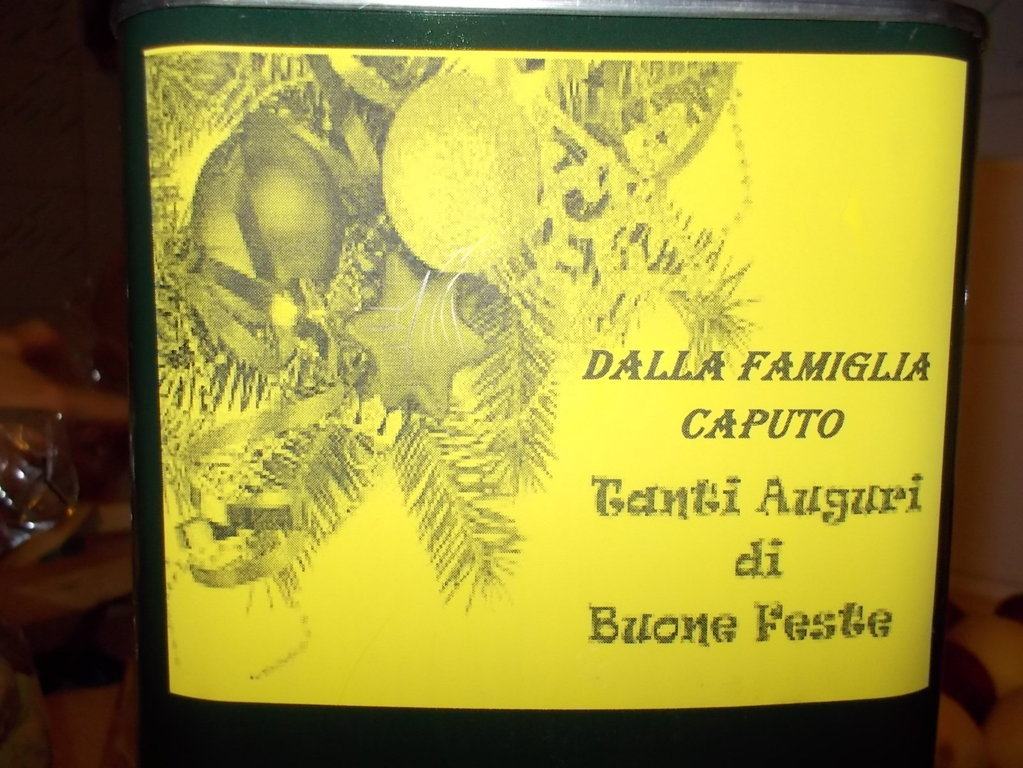 DALLA FAMIGLIA
CAPUTO
Tanti Auguri
di
Buone Feste